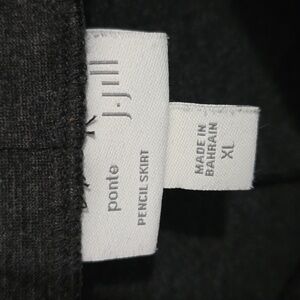 J.Jill
ponte
PENCIL SKIRT
MADE IN
BAHRAIN
XL